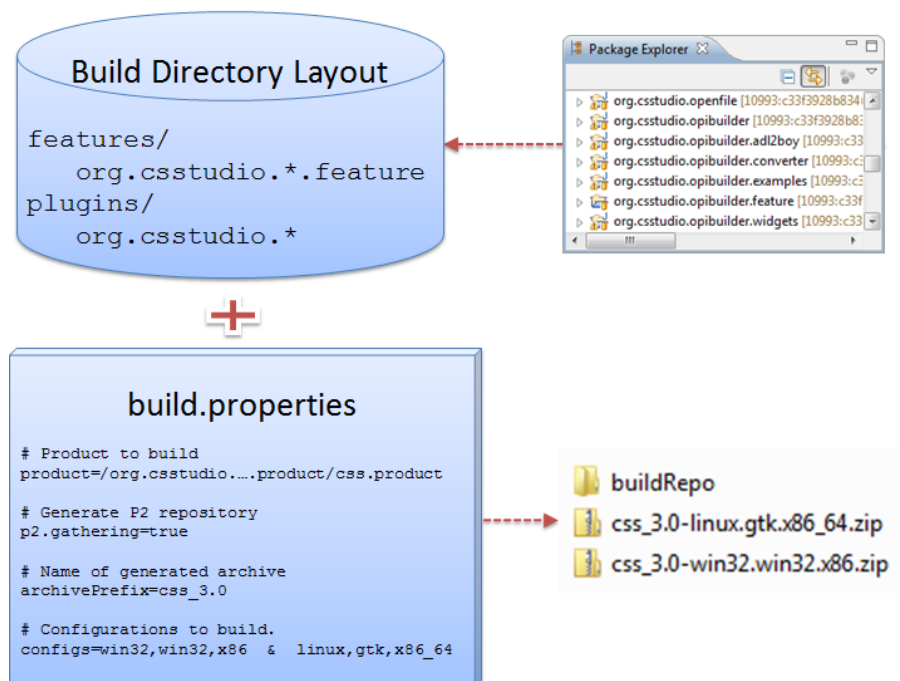 Build Directory Layout
features/
org.csstudio.*.feature
plugins/
org.csstudio.*
Package Explorer
org.csstudio.openfile [10993:c33f3928b834
org.csstudio.opibuilder [10993:c33f3928b83
org.csstudio.opibuilder.adl2boy [10993:c33
org.csstudio.opibuilder.converter [10993:c3
org.csstudio.opibuilder.examples [10993:c3
org.csstudio.opibuilder.feature [10993:c33f
org.csstudio.opibuilder.widgets [10993:c33
build.properties
# Product to build
product=/org.csstudio.….product/css.product
# Generate P2 repository
p2.gathering=true
# Name of generated archive
archivePrefix=css_3.0
# Configurations to build.
configs=win32,win32,x86 & linux,gtk,x86_64
buildRepo
css_3.0-linux.gtk.x86_64.zip
css_3.0-win32.win32.x86.zip